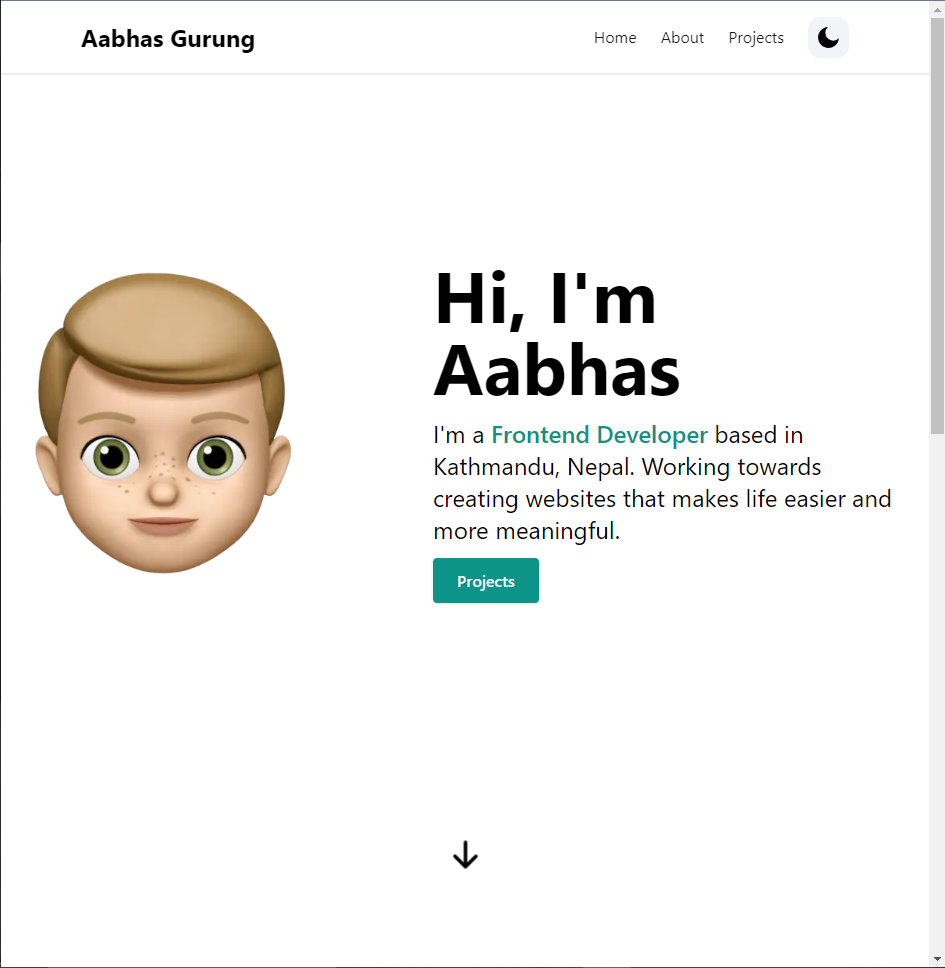 Aabhas Gurung
Home
About
Projects
Hi, I'm
Aabhas
I'm a Frontend Developer based in
Kathmandu, Nepal. Working towards
creating websites that makes life easier and
more meaningful.
Projects